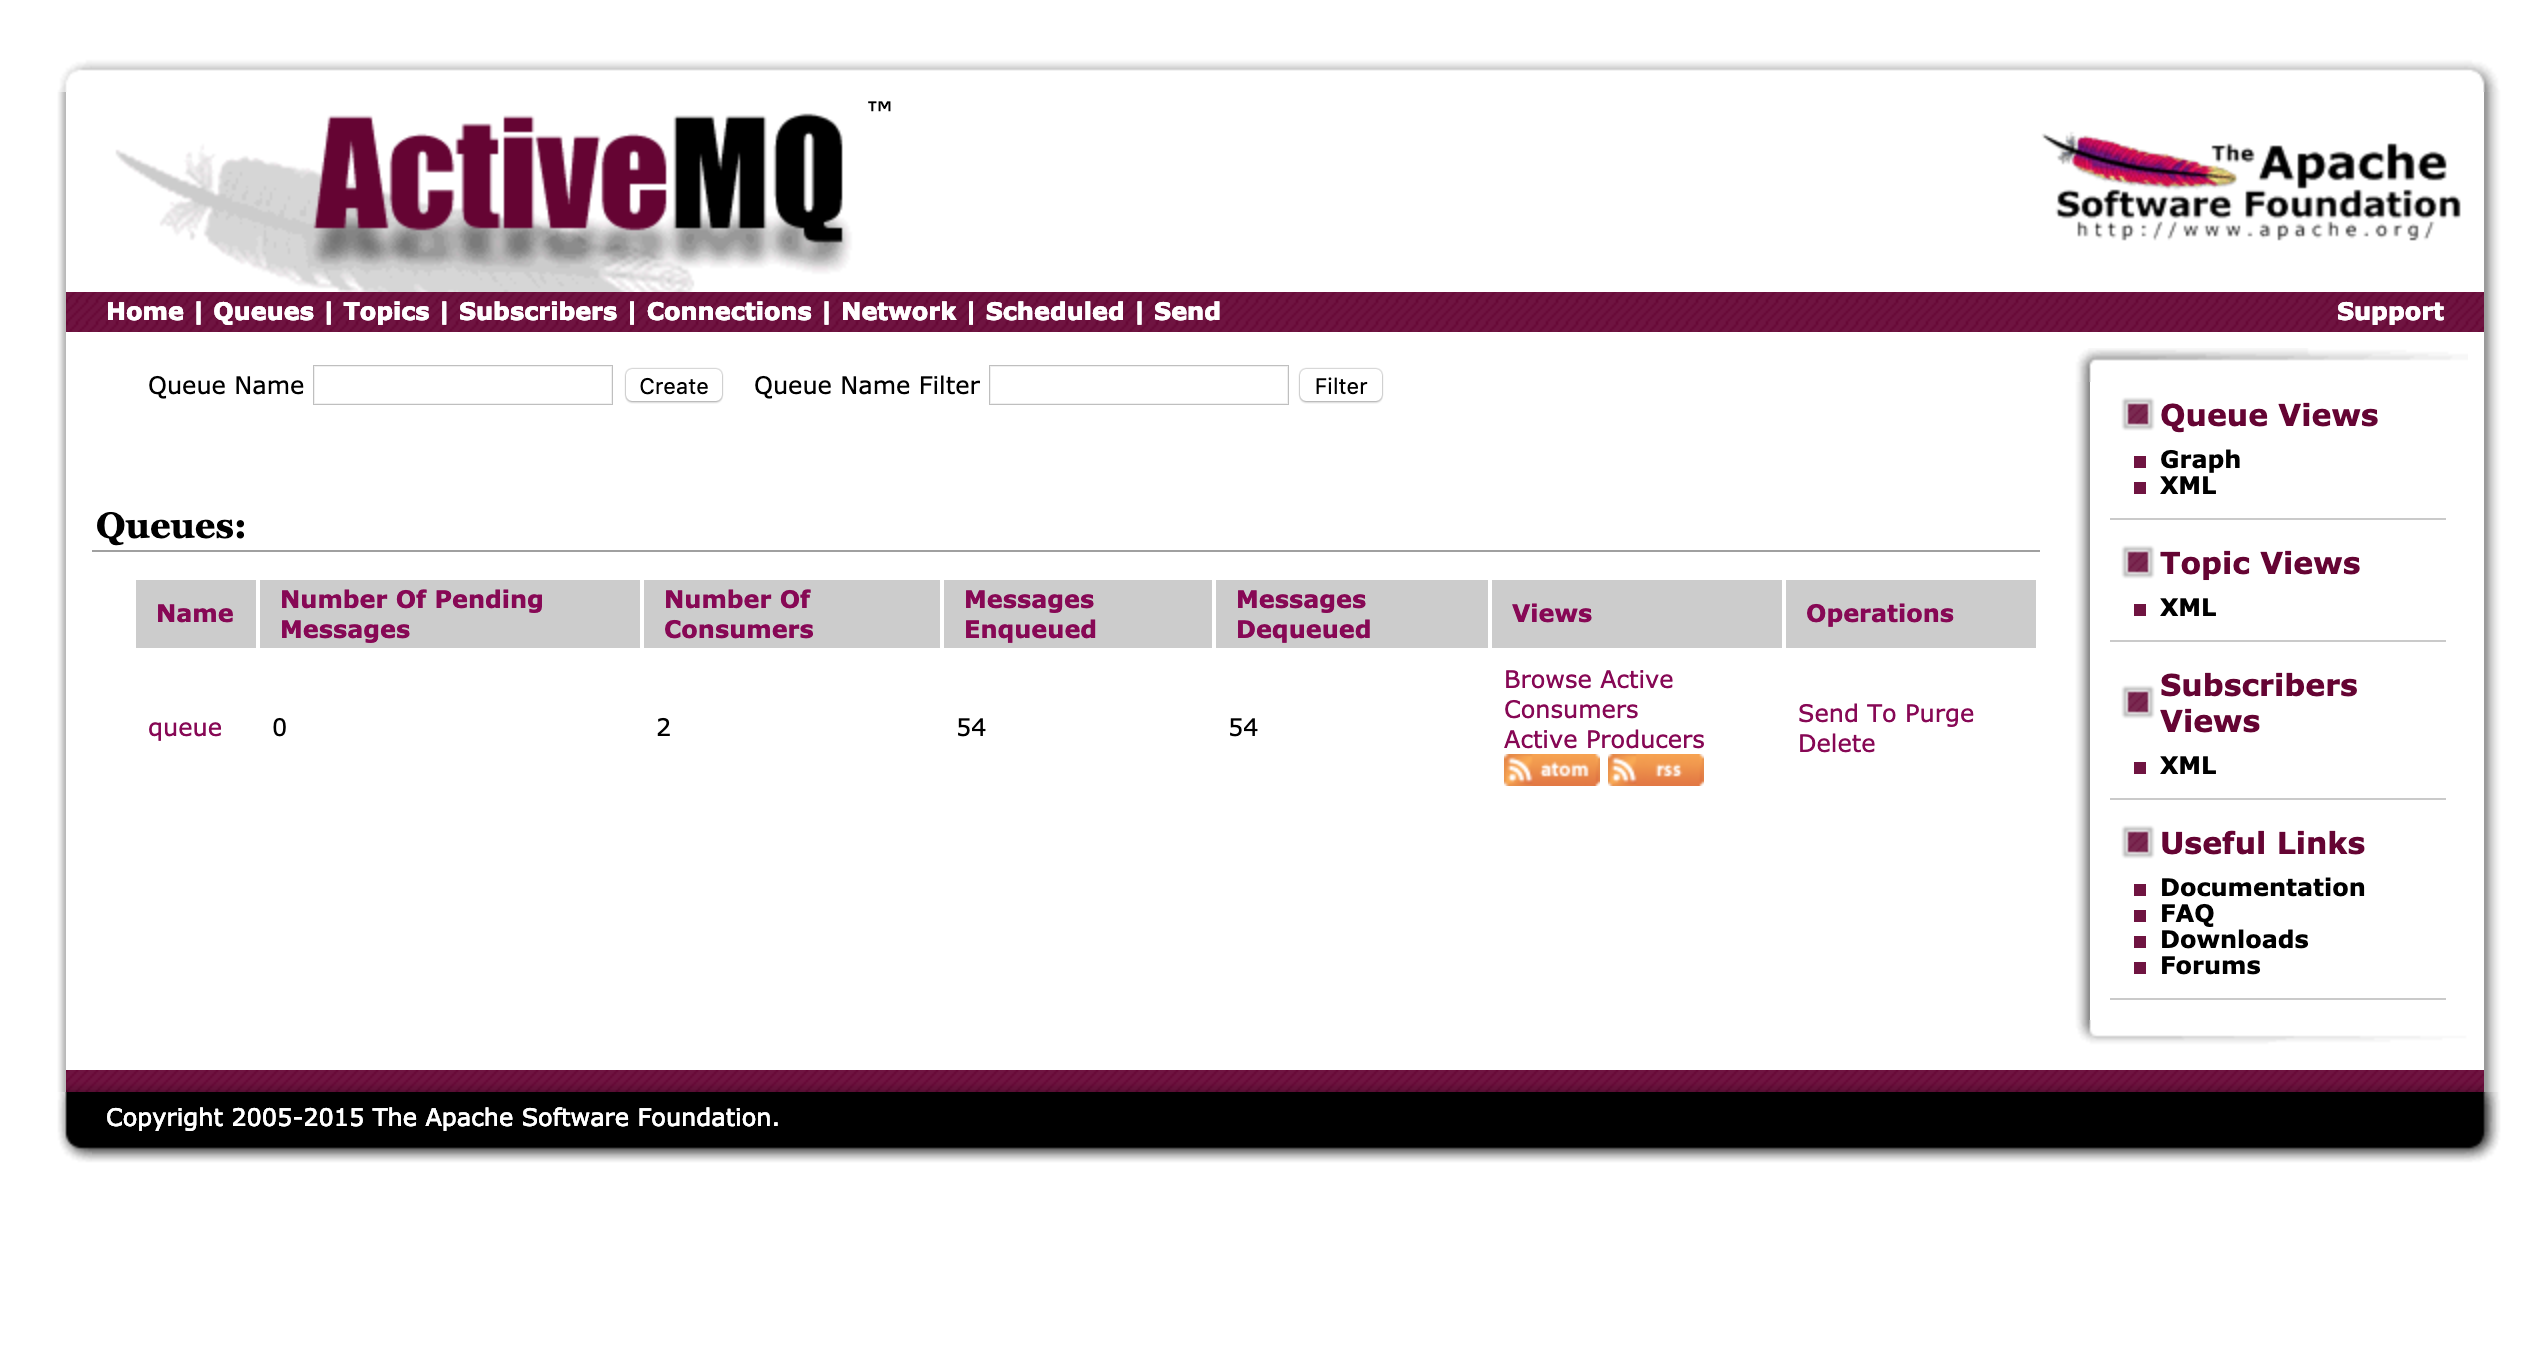 ActiveMQ ™
The Apache
Software Foundation
http://www.apache.org/
Home | Queues | Topics | Subscribers | Connections | Network | Scheduled | Send
Support
Queue Name Create Queue Name Filter Filter
Queues:
Name
Number Of Pending
Messages
Number Of
Consumers
Messages
Enqueued
Messages
Dequeued
Views
Operations
queue
0
2
54
54
Browse Active
Consumers
Active Producers
atom rss
Send To Purge
Delete
Queue Views
Graph
XML
Topic Views
XML
Subscribers
Views
XML
Useful Links
Documentation
FAQ
Downloads
Forums
Copyright 2005-2015 The Apache Software Foundation.